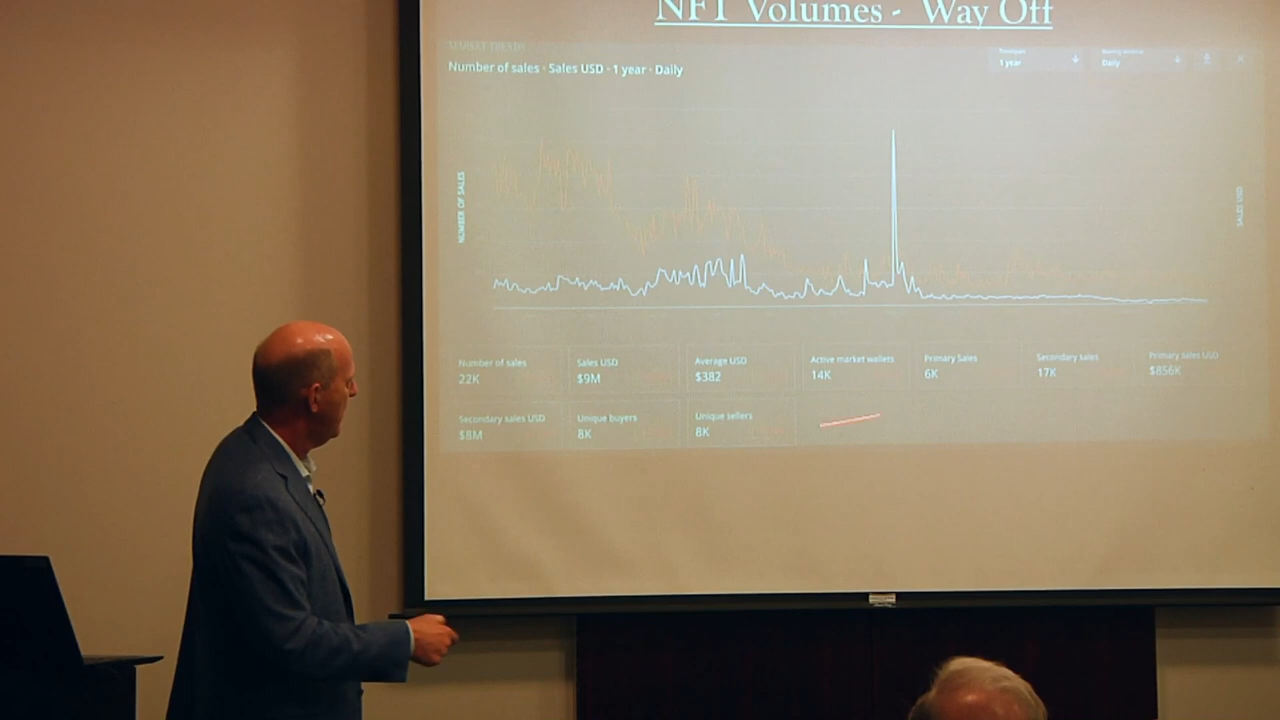 NFT Volumes - Way Off
MARKET TRENDS
Number of sales · Sales USD · 1 year · Daily
1 year
Daily
NUMBER OF SALES
SALES USD
Number of sales
22K
Sales USD
$9M
Average USD
$382
Active market wallets
14K
Primary Sales
6K
Secondary sales
17K
Primary sales USD
$856K
Secondary sales USD
$8M
Unique buyers
8K
Unique sellers
8K